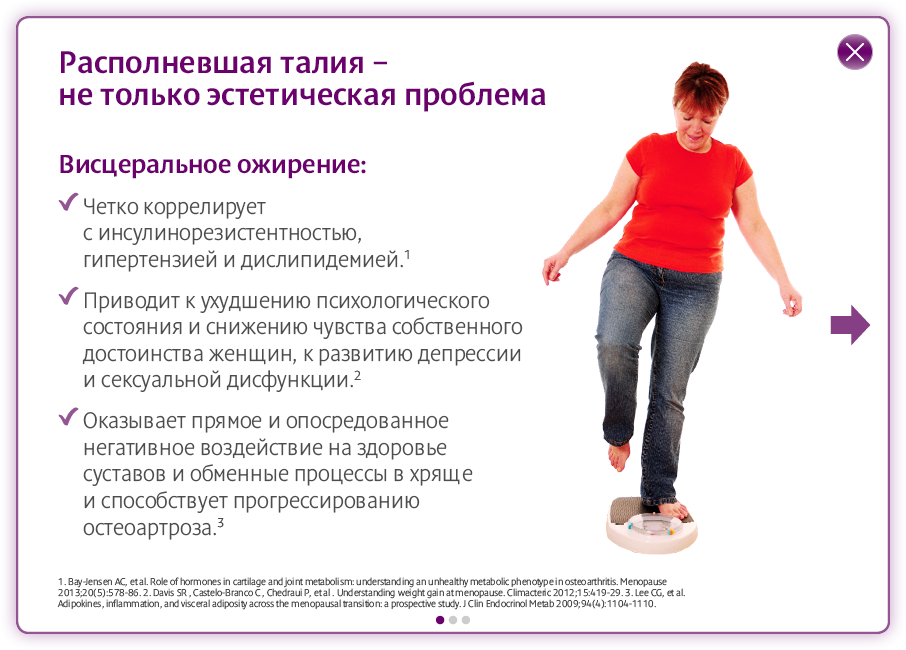 Располневшая талия –
не только эстетическая проблема
Висцеральное ожирение:
Четко коррелирует
с инсулинорезистентностью,
гипертензией и дислипидемией.1
Приводит к ухудшению психологического
состояния и снижению чувства собственного
достоинства женщин, к развитию депрессии
и сексуальной дисфункции.2
Оказывает прямое и опосредованное
негативное воздействие на здоровье
суставов и обменные процессы в хряще
и способствует прогрессированию
остеоартроза.3
1. Bay-Jensen AC, et al. Role of hormones in cartilage and joint metabolism: understanding an unhealthy metabolic phenotype in osteoarthritis. Menopause
2013;20(5):578-86. 2. Davis SR , Castelo-Branco C , Chedraui P, et al . Understanding weight gain at menopause. Climacteric 2012;15:419-29. 3. Lee CG, et al.
Adipokines, inflammation, and visceral adiposity across the menopausal transition: a prospective study. J Clin Endocrinol Metab 2009;94(4):1104-1110.